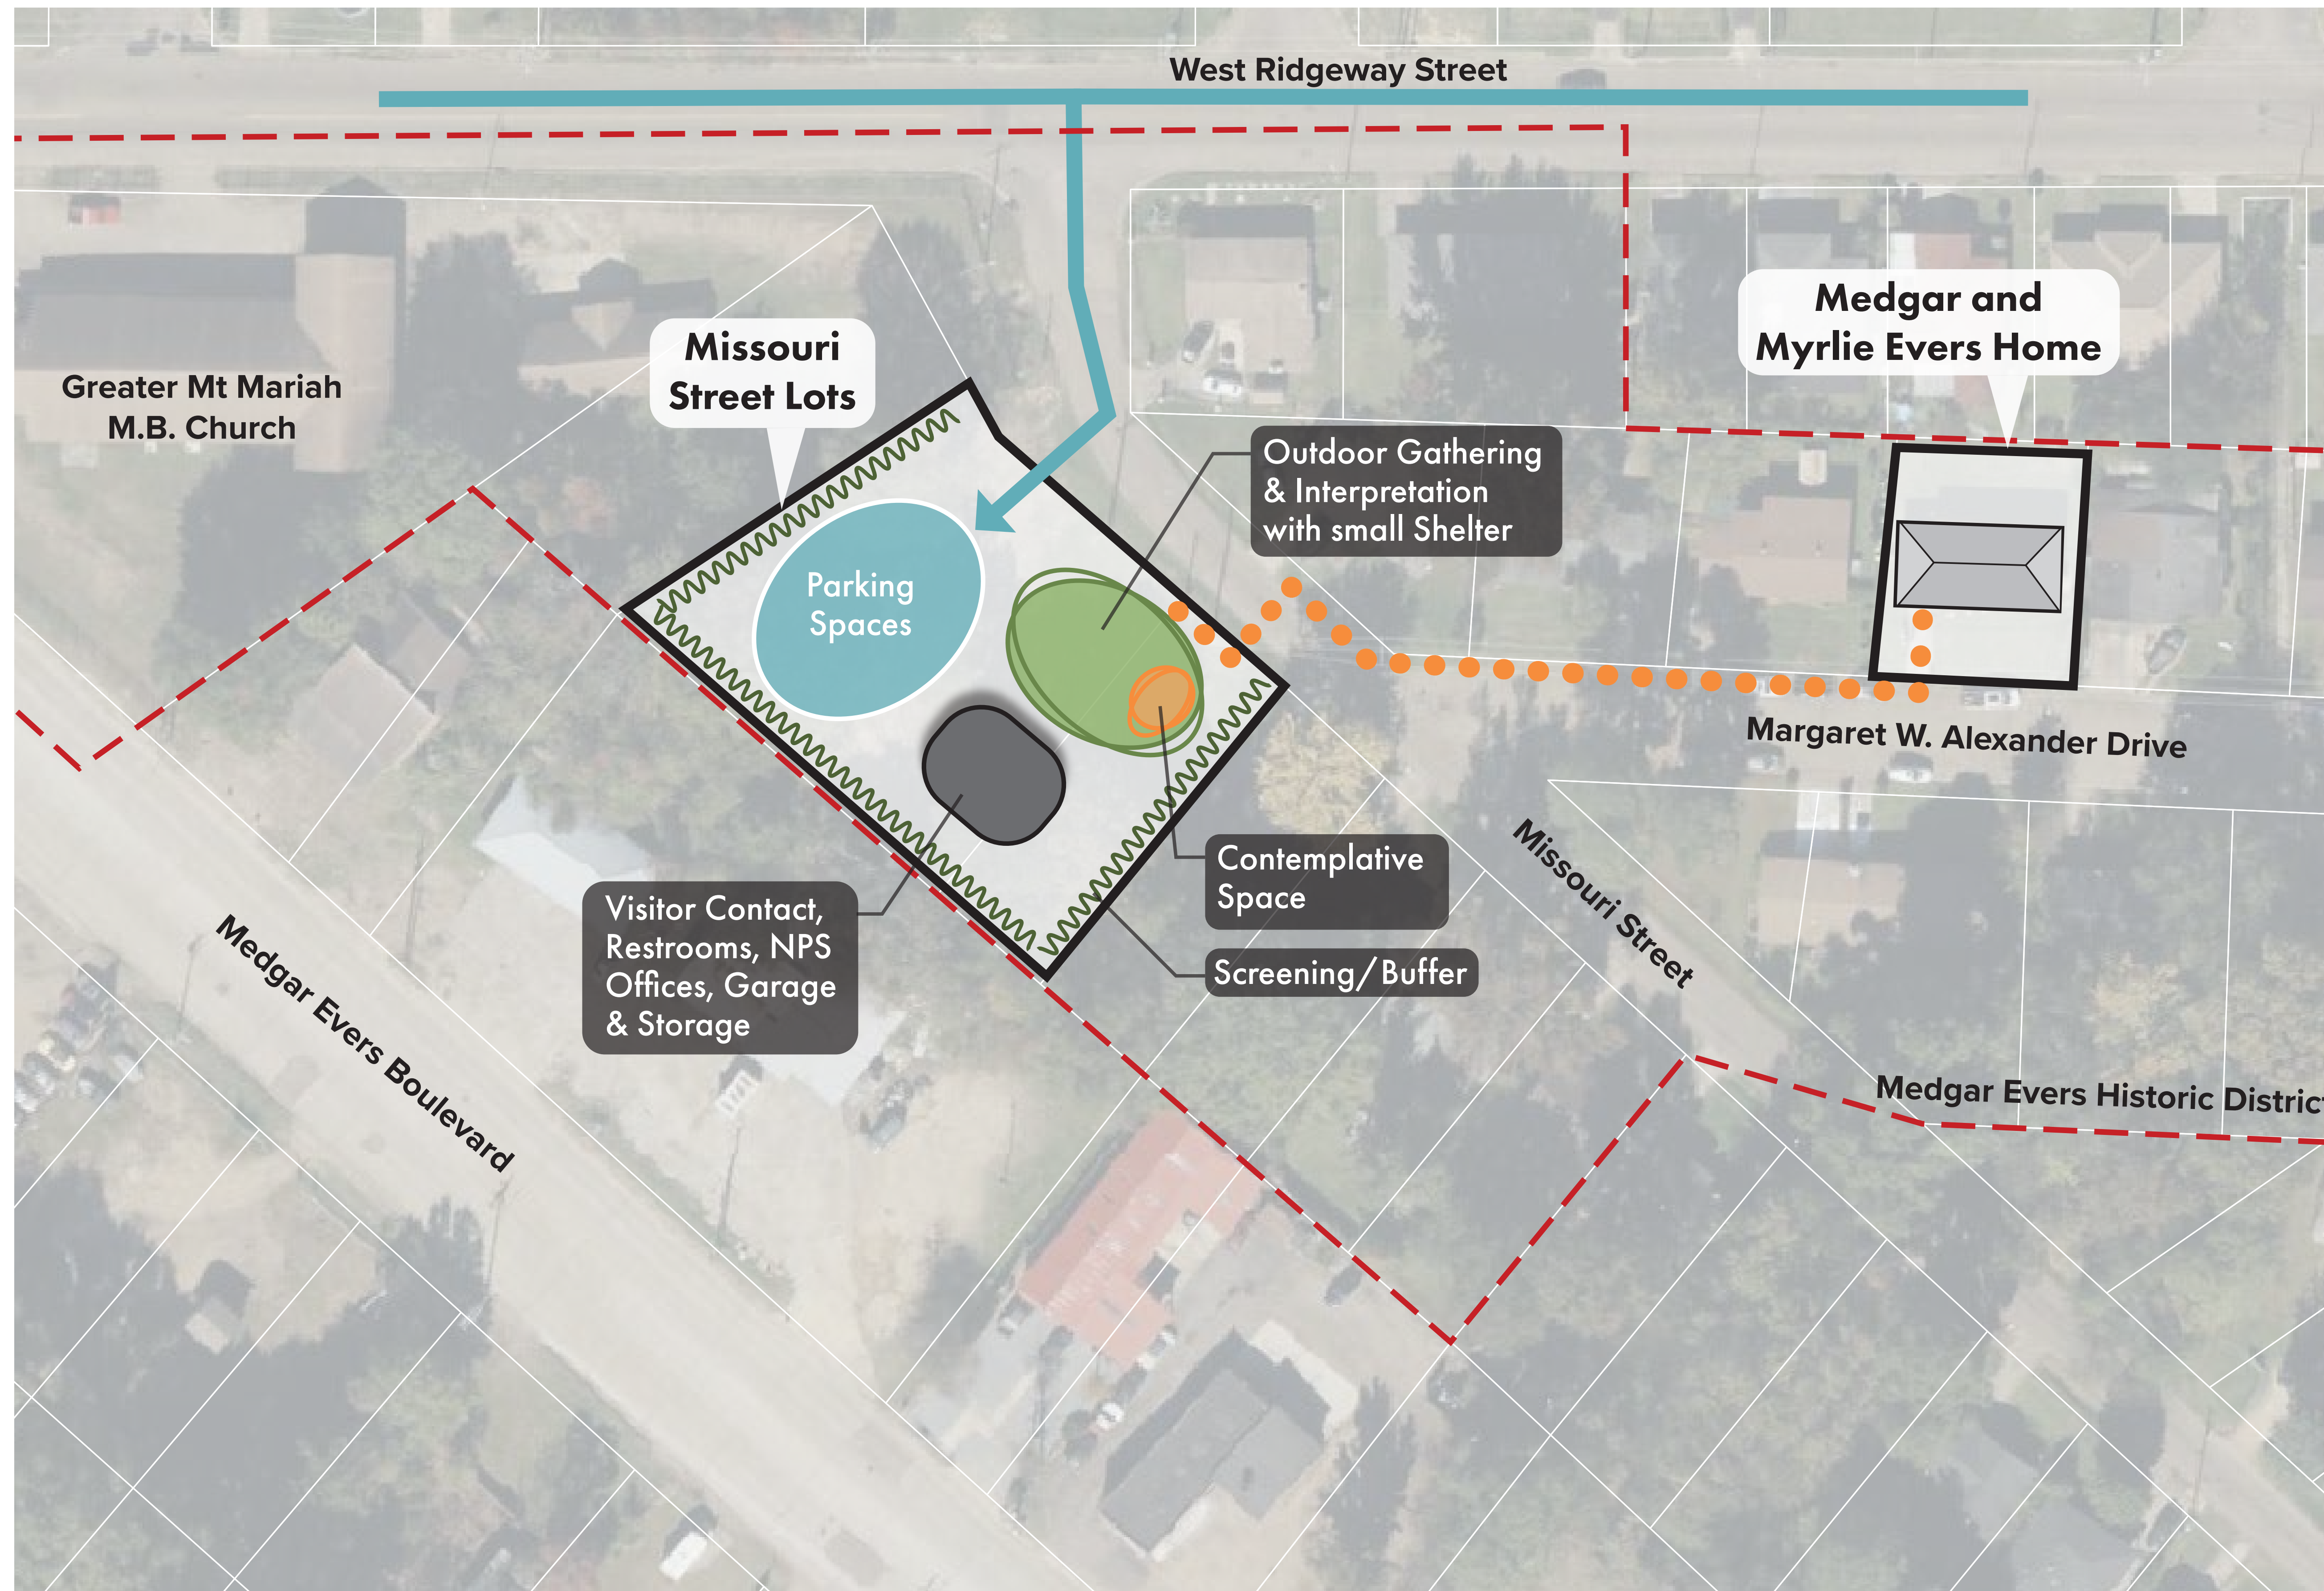 West Ridgeway Street
Medgar and
Myrlie Evers Home
Missouri
Street Lots
Greater Mt Mariah
M.B. Church
Outdoor Gathering
& Interpretation
with small Shelter
Parking
Spaces
Margaret W. Alexander Drive
Contemplative
Space
Missouri Street
Visitor Contact,
Restrooms, NPS
Offices, Garage
& Storage
Screening/Buffer
Medgar Evers Boulevard
Medgar Evers Historic District